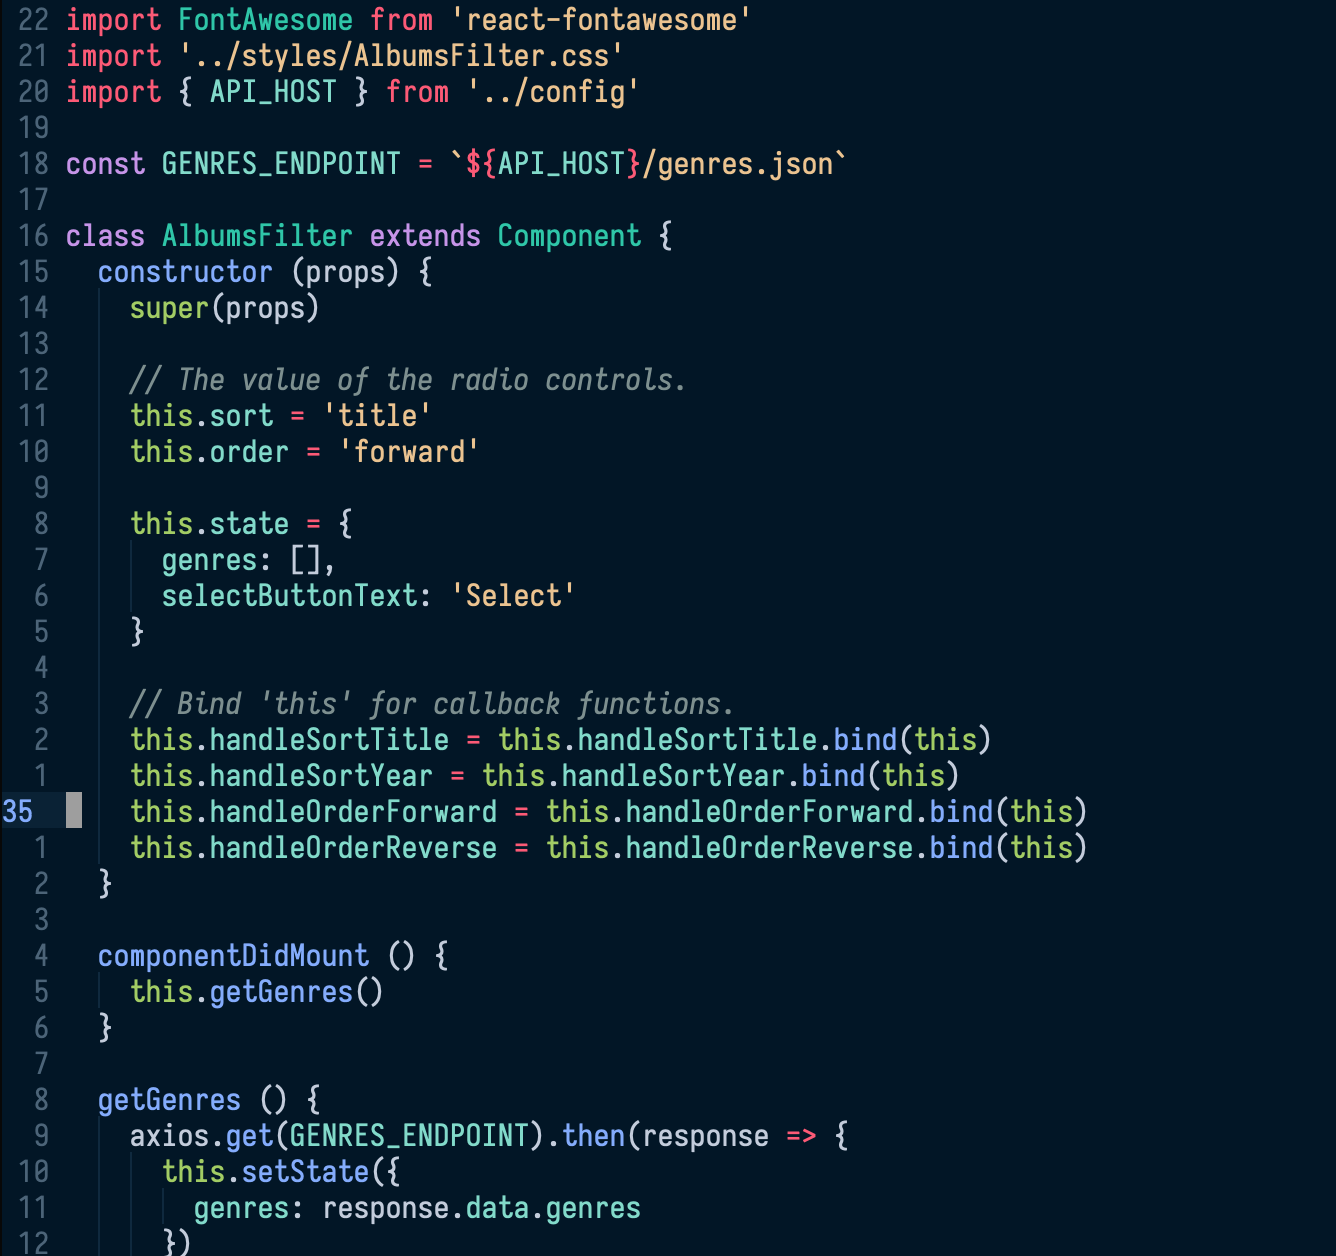 22 import FontAwesome from 'react-fontawesome'
21 import '../styles/AlbumsFilter.css'
20 import { API_HOST } from '../config'
19
18 const GENRES_ENDPOINT = `${API_HOST}/genres.json`
17
16 class AlbumsFilter extends Component {
15   constructor (props) {
14     super(props)
13
12     // The value of the radio controls.
11     this.sort = 'title'
10     this.order = 'forward'
9
8     this.state = {
7       genres: [],
6       selectButtonText: 'Select'
5     }
4
3     // Bind 'this' for callback functions.
2     this.handleSortTitle = this.handleSortTitle.bind(this)
1     this.handleSortYear = this.handleSortYear.bind(this)
35     this.handleOrderForward = this.handleOrderForward.bind(this)
1     this.handleOrderReverse = this.handleOrderReverse.bind(this)
2   }
3
4   componentDidMount () {
5     this.getGenres()
6   }
7
8   getGenres () {
9     axios.get(GENRES_ENDPOINT).then(response => {
10       this.setState({
11         genres: response.data.genres
12       })